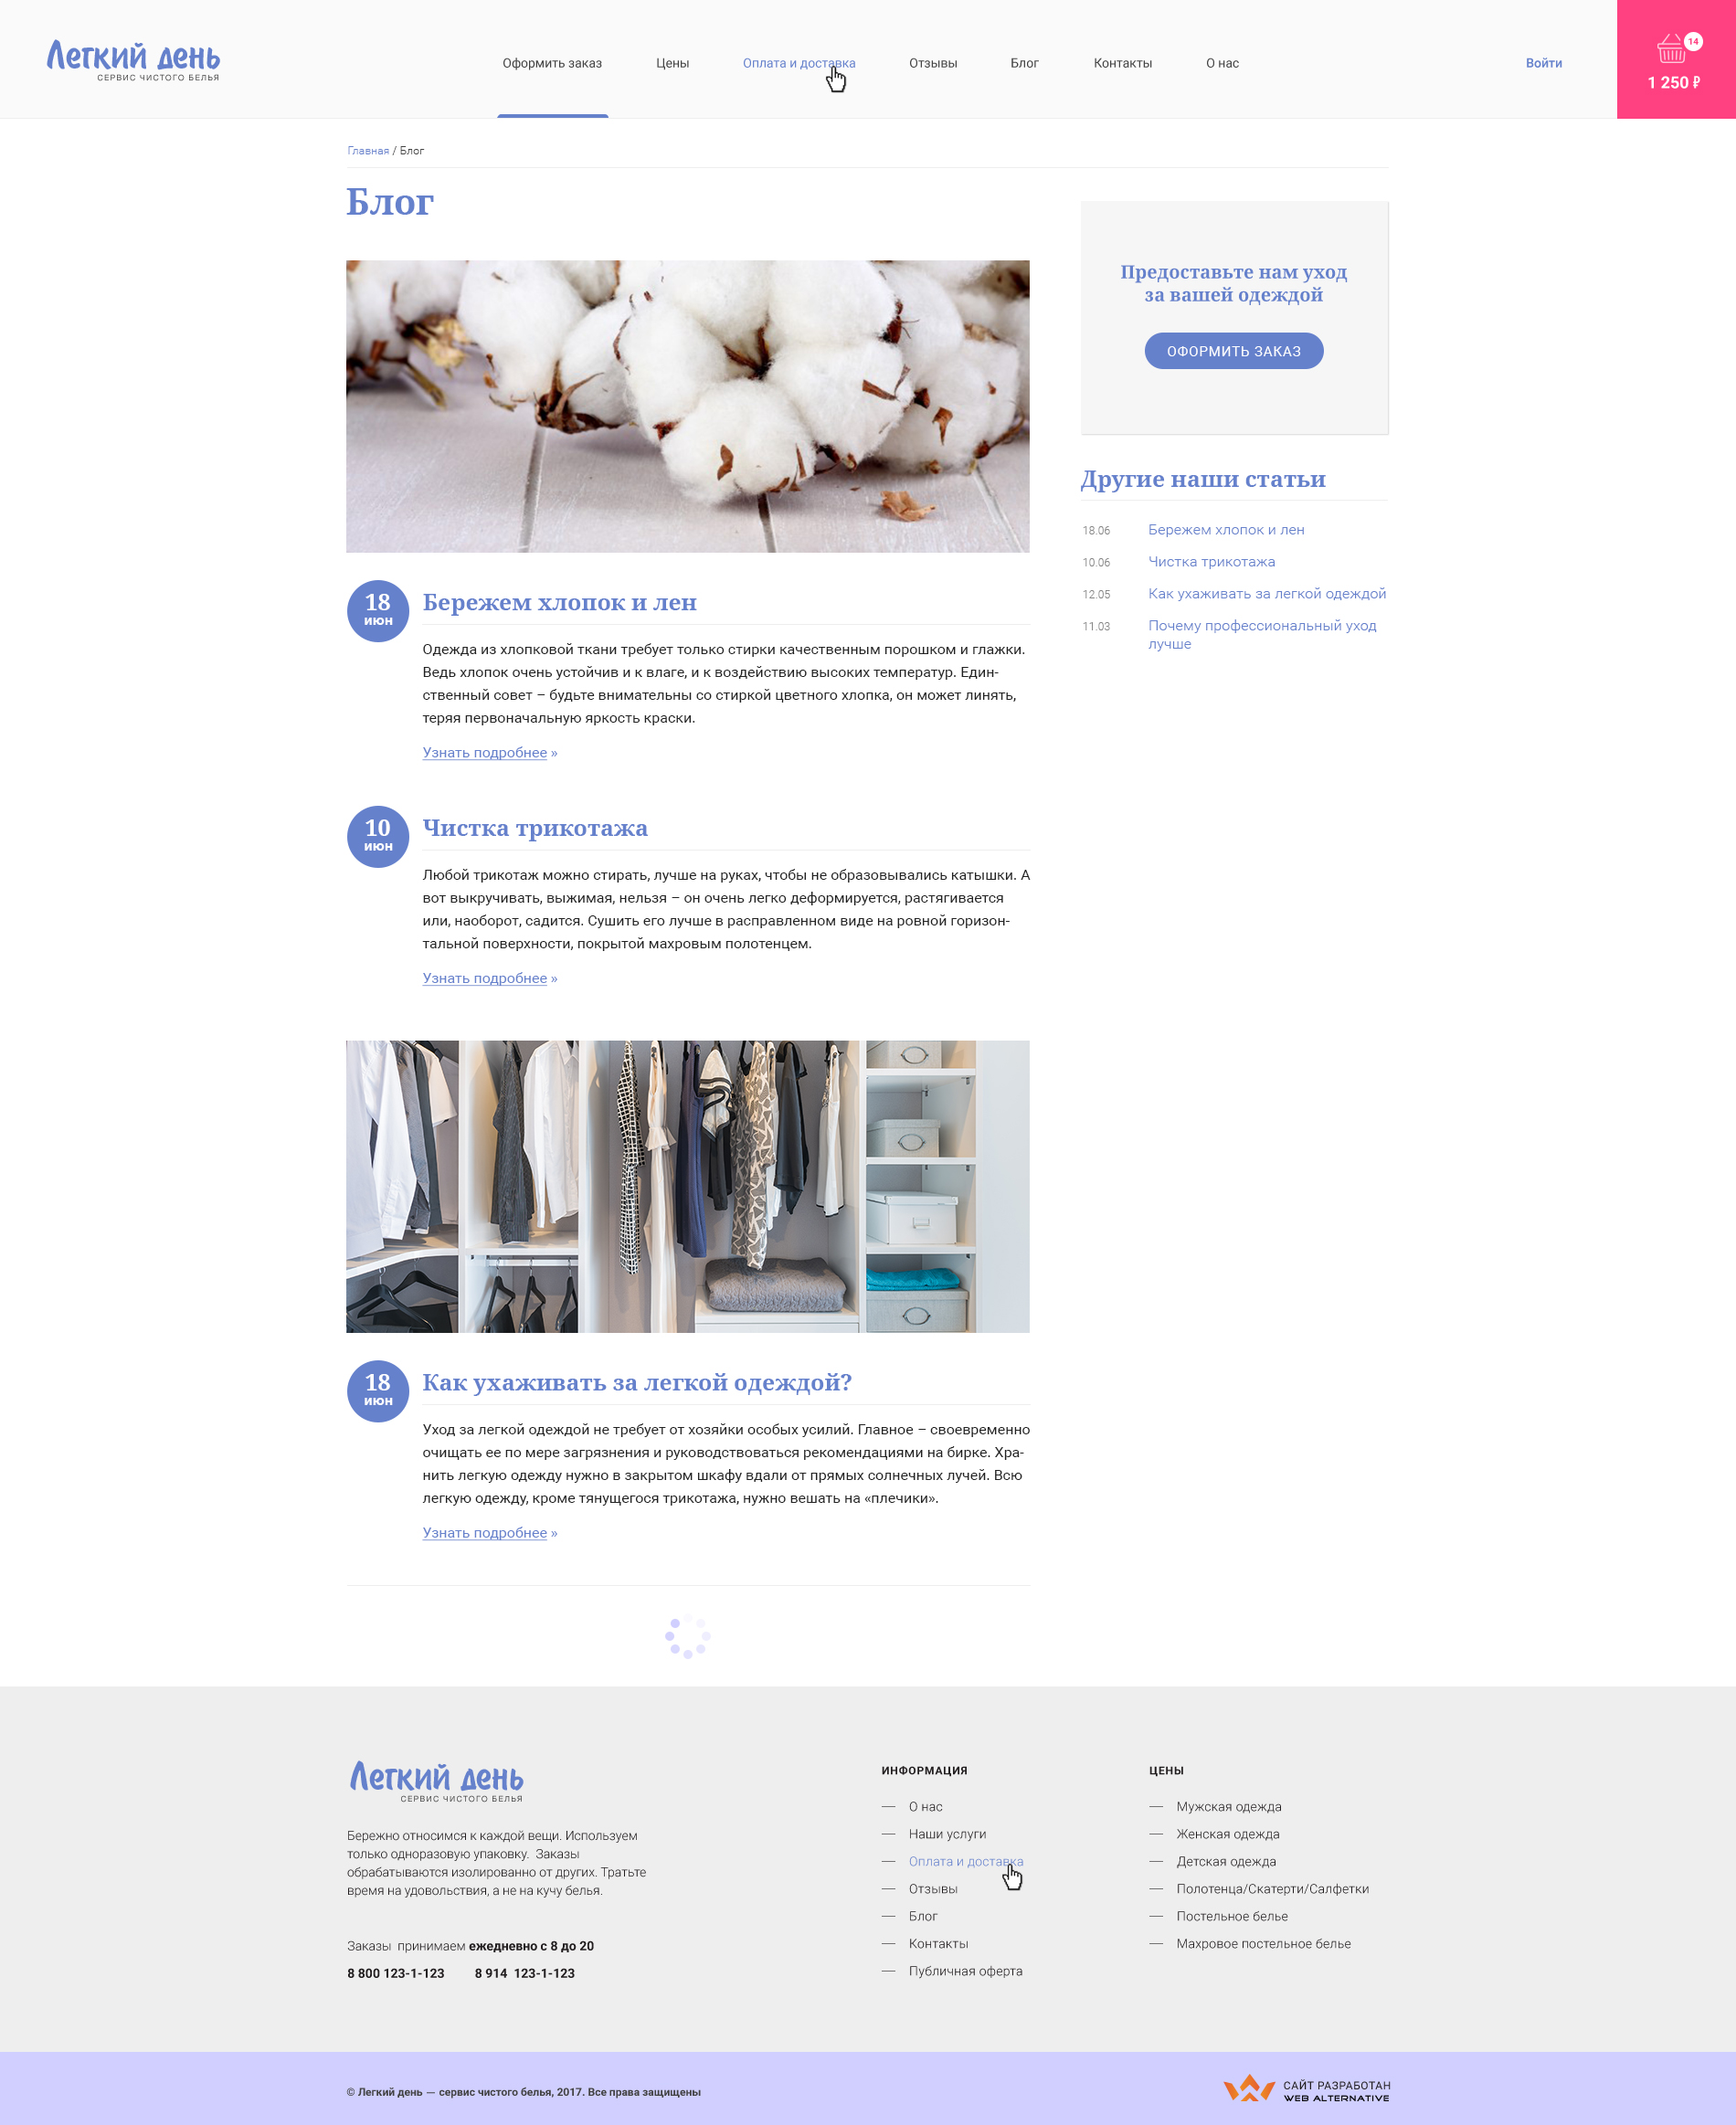 Легкий день
СЕРВИС ЧИСТОГО БЕЛЬЯ
Оформить заказ
Цены
Оплата и доставка
Отзывы
Блог
Контакты
О нас
Войти
14
1 250 ₽
Главная / Блог
Блог
18
июн
Бережем хлопок и лен
Одежда из хлопковой ткани требует только стирки качественным порошком и глажки.
Ведь хлопок очень устойчив и к влаге, и к воздействию высоких температур. Един-
ственный совет – будьте внимательны со стиркой цветного хлопка, он может линять,
теряя первоначальную яркость краски.
Узнать подробнее »
10
июн
Чистка трикотажа
Любой трикотаж можно стирать, лучше на руках, чтобы не образовывались катышки. А
вот выкручивать, выжимая, нельзя – он очень легко деформируется, растягивается
или, наоборот, садится. Сушить его лучше в расправленном виде на ровной горизон-
тальной поверхности, покрытой махровым полотенцем.
Узнать подробнее »
18
июн
Как ухаживать за легкой одеждой?
Уход за легкой одеждой не требует от хозяйки особых усилий. Главное – своевременно
очищать ее по мере загрязнения и руководствоваться рекомендациями на бирке. Хра-
нить легкую одежду нужно в закрытом шкафу вдали от прямых солнечных лучей. Всю
легкую одежду, кроме тянущегося трикотажа, нужно вешать на «плечики».
Узнать подробнее »
Предоставьте нам уход
за вашей одеждой
ОФОРМИТЬ ЗАКАЗ
Другие наши статьи
18.06 Бережем хлопок и лен
10.06 Чистка трикотажа
12.05 Как ухаживать за легкой одеждой
11.03 Почему профессиональный уход
лучше
Легкий день
СЕРВИС ЧИСТОГО БЕЛЬЯ
Бережно относимся к каждой вещи. Используем
только одноразовую упаковку. Заказы
обрабатываются изолированно от других. Тратьте
время на удовольствия, а не на кучу белья.
Заказы принимаем ежедневно с 8 до 20
8 800 123-1-123 8 914 123-1-123
ИНФОРМАЦИЯ
— О нас
— Наши услуги
— Оплата и доставка
— Отзывы
— Блог
— Контакты
— Публичная оферта
ЦЕНЫ
— Мужская одежда
— Женская одежда
— Детская одежда
— Полотенца/Скатерти/Салфетки
— Постельное белье
— Махровое постельное белье
© Легкий день — сервис чистого белья, 2017. Все права защищены
САЙТ РАЗРАБОТАН
WEB ALTERNATIVE